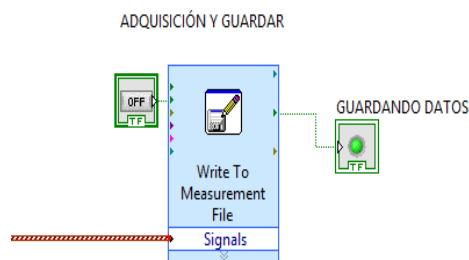 ADQUISICIÓN Y GUARDAR
OFF
TF
GUARDANDO DATOS
TF
Write To
Measurement
File
Signals